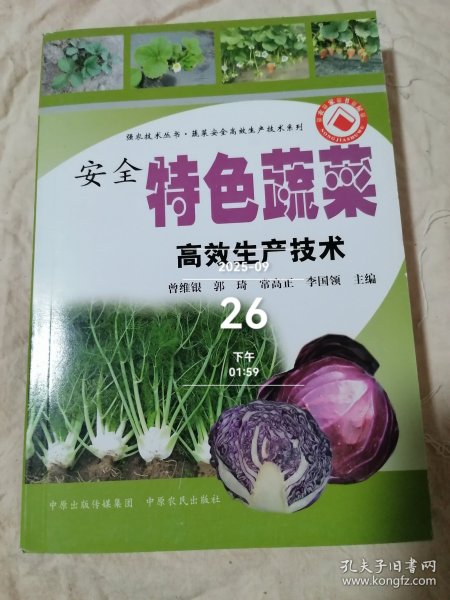 强农技术丛书·蔬菜安全高效生产技术系列
安全 特色蔬菜
高效生产技术
2025-09
曾维银 郭琦 常高正 李国领 主编
26
下午
01:59
中原出版传媒集团 中原农民出版社
孔夫子旧书网
www.kongfz.com